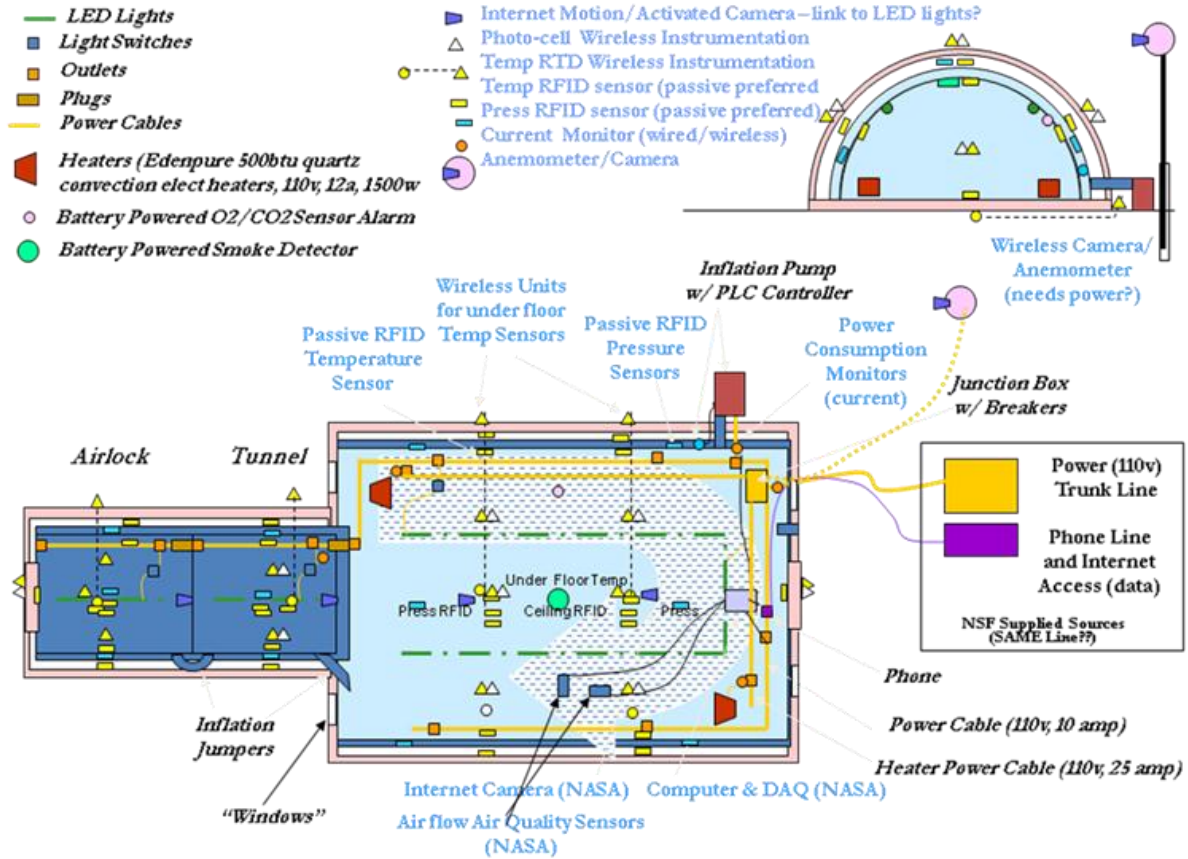 LED Lights
Light Switches
Outlets
Plugs
Power Cables
Heaters (Edenpure 500btu quartz
convection elect heaters, 110v, 12a, 1500w
Battery Powered O2/CO2 Sensor Alarm
Battery Powered Smoke Detector
Internet Motion/Activated Camera – link to LED lights?
Photo-cell Wireless Instrumentation
Temp RTD Wireless Instrumentation
Temp RFID sensor (passive preferred
Press RFID sensor (passive preferred)
Current Monitor (wired/wireless)
Anemometer/Camera
Wireless Camera/
Anemometer
(needs power?)
Inflation Pump
w/ PLC Controller
Wireless Units
for under floor
Temp Sensors
Passive RFID
Temperature
Sensor
Passive RFID
Pressure
Sensors
Power
Consumption
Monitors
(current)
Junction Box
w/ Breakers
Airlock
Tunnel
Power (110v)
Trunk Line
Phone Line
and Internet
Access (data)
NSF Supplied Sources
(SAME Line??)
Under Floor Temp
Press RFID
Ceiling RFID
Press
Phone
Power Cable (110v, 10 amp)
Heater Power Cable (110v, 25 amp)
Inflation
Jumpers
"Windows"
Internet Camera (NASA)
Computer & DAQ (NASA)
Air flow Air Quality Sensors
(NASA)